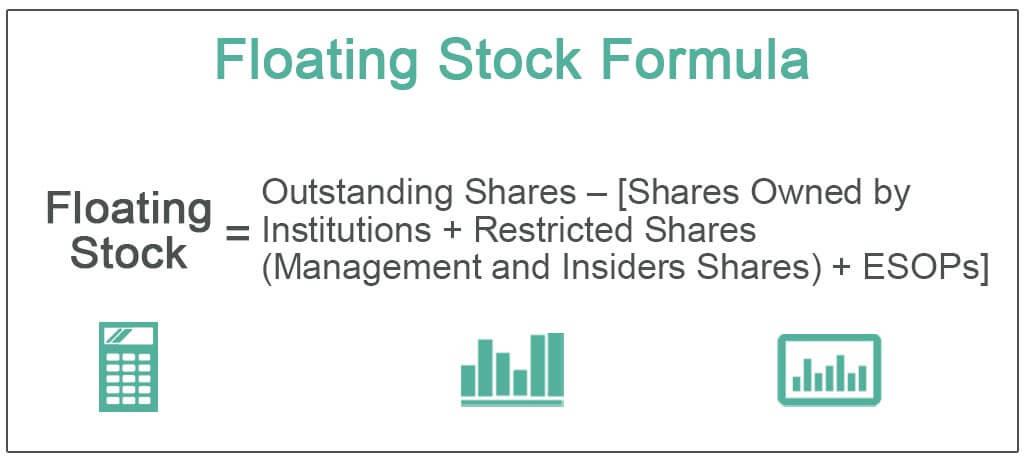 Floating Stock Formula
Floating
Stock
=
Outstanding Shares – [Shares Owned by
Institutions + Restricted Shares
(Management and Insiders Shares) + ESOPs]